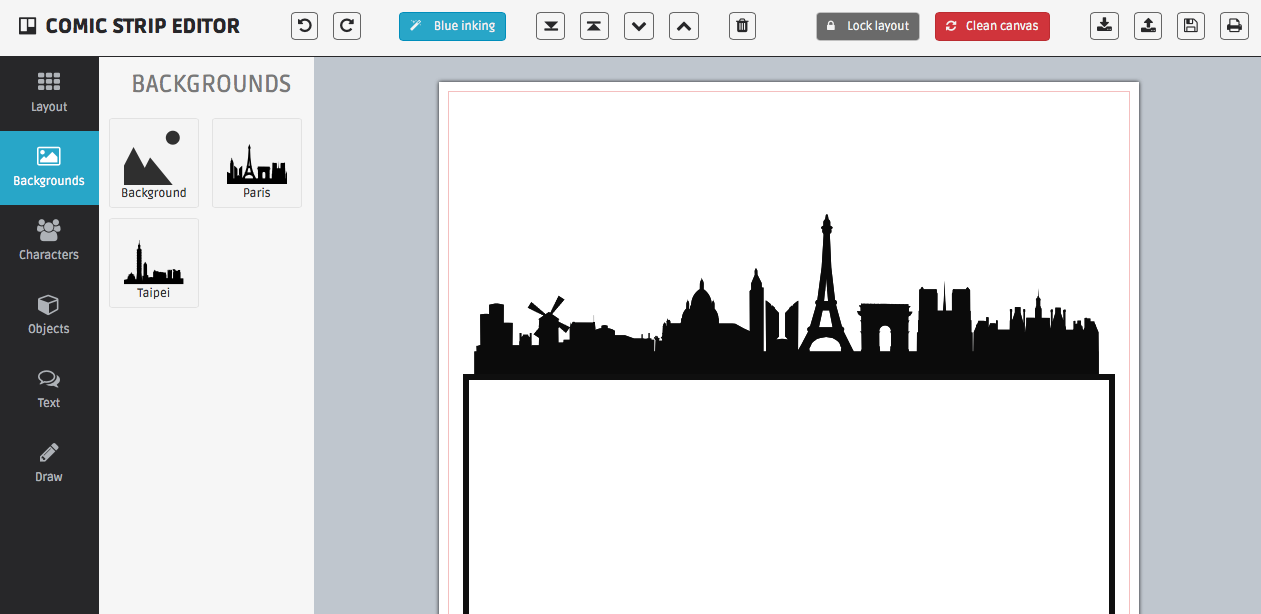 COMIC STRIP EDITOR
Blue inking
Lock layout
Clean canvas
Layout
Backgrounds
Characters
Objects
Text
Draw
BACKGROUNDS
Background
Paris
Taipei